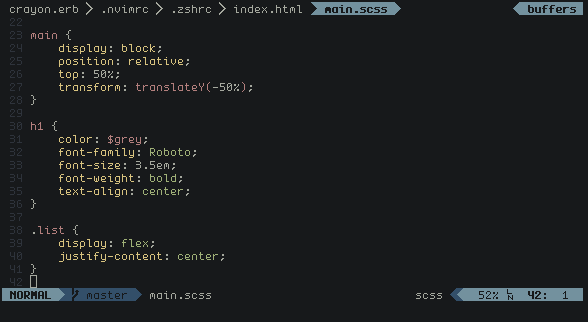 crayon.erb > .nvimrc > .zshrc > index.html main.scss buffers
22
23 main {
24 display: block;
25 position: relative;
26 top: 50%;
27 transform: translateY(-50%);
28 }
29
30 h1 {
31 color: $grey;
32 font-family: Roboto;
33 font-size: 3.5em;
34 font-weight: bold;
35 text-align: center;
36 }
37
38 .list {
39 display: flex;
40 justify-content: center;
41 }
42
NORMAL master main.scss scss 52% LN 42: 1